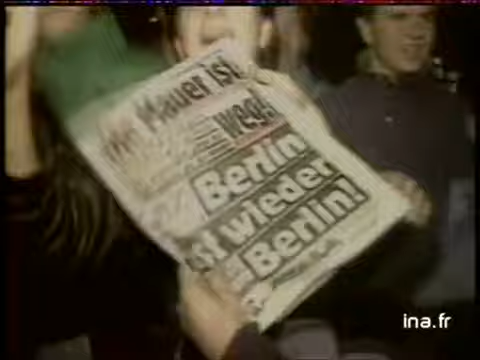 Mauer ist
weg!
Berlin
ist wieder
Berlin!
ina.fr